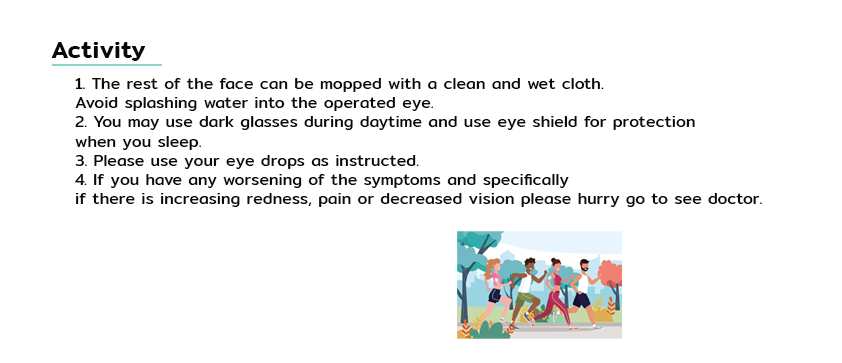 Activity
1. The rest of the face can be mopped with a clean and wet cloth.
Avoid splashing water into the operated eye.
2. You may use dark glasses during daytime and use eye shield for protection
when you sleep.
3. Please use your eye drops as instructed.
4. If you have any worsening of the symptoms and specifically
if there is increasing redness, pain or decreased vision please hurry go to see doctor.